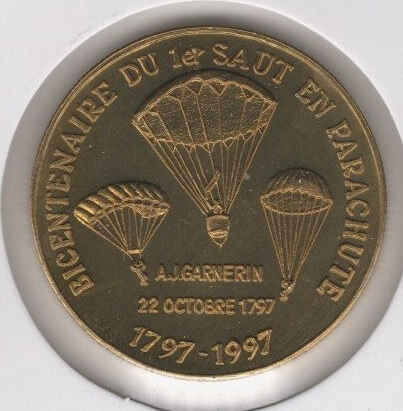 BICENTENAIRE DU 1er SAUT EN PARACHUTE
A.J.GARNERIN
22 OCTOBRE 1797
1797-1997